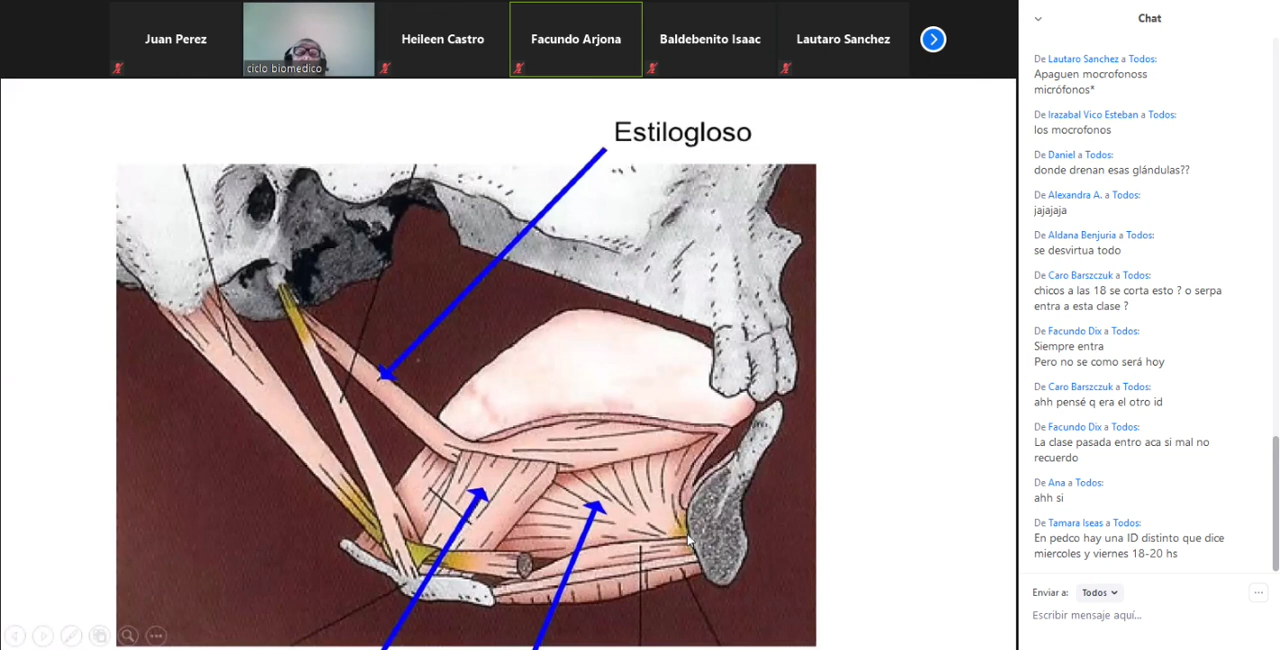 Juan Perez
ciclo biomedico
Heileen Castro
Facundo Arjona
Baldebenito Isaac
Lautaro Sanchez
Estilogloso
Chat
De Lautaro Sanchez a Todos:
Apaguen mocrofonoss
micrófonos*
De Irazabal Vico Esteban a Todos:
los mocrofonos
De Daniel a Todos:
donde drenan esas glándulas??
De Alexandra A. a Todos:
jajajaja
De Aldana Benjuria a Todos:
se desvirtua todo
De Caro Barszczuk a Todos:
chicos a las 18 se corta esto ? o serpa
entra a esta clase ?
De Facundo Dix a Todos:
Siempre entra
Pero no se como será hoy
De Caro Barszczuk a Todos:
ahh pensé q era el otro id
De Facundo Dix a Todos:
La clase pasada entro aca si mal no
recuerdo
De Ana a Todos:
ahh si
De Tamara Iseas a Todos:
En pedco hay una ID distinto que dice
miercoles y viernes 18-20 hs
Enviar a: Todos
Escribir mensaje aquí...